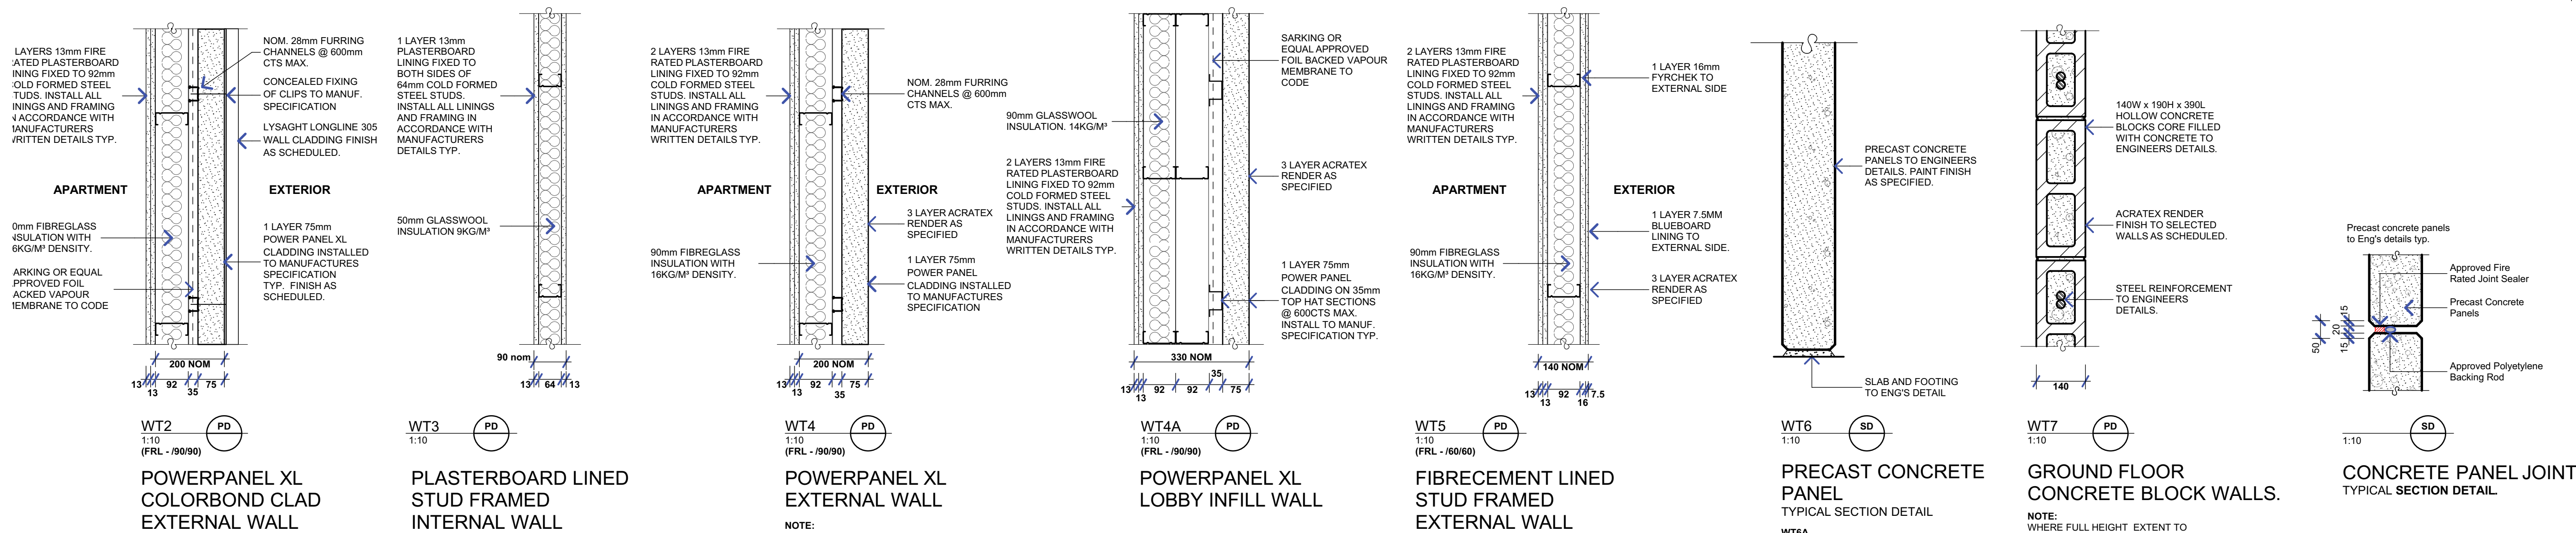 LAYERS 13mm FIRE
RATED PLASTERBOARD
LINING FIXED TO 92mm
COLD FORMED STEEL
STUDS. INSTALL ALL
LININGS AND FRAMING
IN ACCORDANCE WITH
MANUFACTURERS
WRITTEN DETAILS TYP.
APARTMENT
0mm FIBREGLASS
INSULATION WITH
6KG/M³ DENSITY.
SARKING OR EQUAL
APPROVED FOIL
BACKED VAPOUR
MEMBRANE TO CODE
NOM. 28mm FURRING
CHANNELS @ 600mm
CTS MAX.
CONCEALED FIXING
OF CLIPS TO MANUF.
SPECIFICATION
LYSAGHT LONGLINE 305
WALL CLADDING FINISH
AS SCHEDULED.
EXTERIOR
1 LAYER 75mm
POWER PANEL XL
CLADDING INSTALLED
TO MANUFACTURES
SPECIFICATION
TYP. FINISH AS
SCHEDULED.
200 NOM
13 92 75
13 35
WT2 PD
1:10
(FRL - /90/90)
POWERPANEL XL
COLORBOND CLAD
EXTERNAL WALL
1 LAYER 13mm
PLASTERBOARD
LINING FIXED TO
BOTH SIDES OF
64mm COLD FORMED
STEEL STUDS.
INSTALL ALL LININGS
AND FRAMING IN
ACCORDANCE WITH
MANUFACTURERS
DETAILS TYP.
50mm GLASSWOOL
INSULATION 9KG/M³
90 nom
13 64 13
WT3 PD
1:10
PLASTERBOARD LINED
STUD FRAMED
INTERNAL WALL
2 LAYERS 13mm FIRE
RATED PLASTERBOARD
LINING FIXED TO 92mm
COLD FORMED STEEL
STUDS. INSTALL ALL
LININGS AND FRAMING
IN ACCORDANCE WITH
MANUFACTURERS
WRITTEN DETAILS TYP.
APARTMENT
90mm FIBREGLASS
INSULATION WITH
16KG/M³ DENSITY.
NOM. 28mm FURRING
CHANNELS @ 600mm
CTS MAX.
EXTERIOR
3 LAYER ACRATEX
RENDER AS
SPECIFIED
1 LAYER 75mm
POWER PANEL
CLADDING INSTALLED
TO MANUFACTURES
SPECIFICATION
200 NOM
13 92 75
13 35
WT4 PD
1:10
(FRL - /90/90)
POWERPANEL XL
EXTERNAL WALL
NOTE:
90mm GLASSWOOL
INSULATION. 14KG/M³
2 LAYERS 13mm FIRE
RATED PLASTERBOARD
LINING FIXED TO 92mm
COLD FORMED STEEL
STUDS. INSTALL ALL
LININGS AND FRAMING
IN ACCORDANCE WITH
MANUFACTURERS
WRITTEN DETAILS TYP.
SARKING OR
EQUAL APPROVED
FOIL BACKED VAPOUR
MEMBRANE TO
CODE
3 LAYER ACRATEX
RENDER AS
SPECIFIED
1 LAYER 75mm
POWER PANEL
CLADDING ON 35mm
TOP HAT SECTIONS
@ 600CTS MAX.
INSTALL TO MANUF.
SPECIFICATION TYP.
330 NOM
35
13 92 92 75
13
WT4A PD
1:10
(FRL - /90/90)
POWERPANEL XL
LOBBY INFILL WALL
2 LAYERS 13mm FIRE
RATED PLASTERBOARD
LINING FIXED TO 92mm
COLD FORMED STEEL
STUDS. INSTALL ALL
LININGS AND FRAMING
IN ACCORDANCE WITH
MANUFACTURERS
WRITTEN DETAILS TYP.
APARTMENT
90mm FIBREGLASS
INSULATION WITH
16KG/M³ DENSITY.
1 LAYER 16mm
FYRCHEK TO
EXTERNAL SIDE
EXTERIOR
1 LAYER 7.5MM
BLUEBOARD
LINING TO
EXTERNAL SIDE.
3 LAYER ACRATEX
RENDER AS
SPECIFIED
140 NOM
13 92 7.5
13 16
WT5 PD
1:10
(FRL - /60/60)
FIBRECEMENT LINED
STUD FRAMED
EXTERNAL WALL
PRECAST CONCRETE
PANELS TO ENGINEERS
DETAILS. PAINT FINISH
AS SPECIFIED.
SLAB AND FOOTING
TO ENG'S DETAIL
WT6 SD
1:10
PRECAST CONCRETE
PANEL
TYPICAL SECTION DETAIL
WT6A
140W x 190H x 390L
HOLLOW CONCRETE
BLOCKS CORE FILLED
WITH CONCRETE TO
ENGINEERS DETAILS.
ACRATEX RENDER
FINISH TO SELECTED
WALLS AS SCHEDULED.
STEEL REINFORCEMENT
TO ENGINEERS
DETAILS.
140
WT7 PD
1:10
GROUND FLOOR
CONCRETE BLOCK WALLS.
NOTE:
WHERE FULL HEIGHT EXTENT TO
Precast concrete panels
to Eng's details typ.
Approved Fire
Rated Joint Sealer
Precast Concrete
Panels
Approved Polyetylene
Backing Rod
50
15 20 15
SD
1:10
CONCRETE PANEL JOINT
TYPICAL SECTION DETAIL.